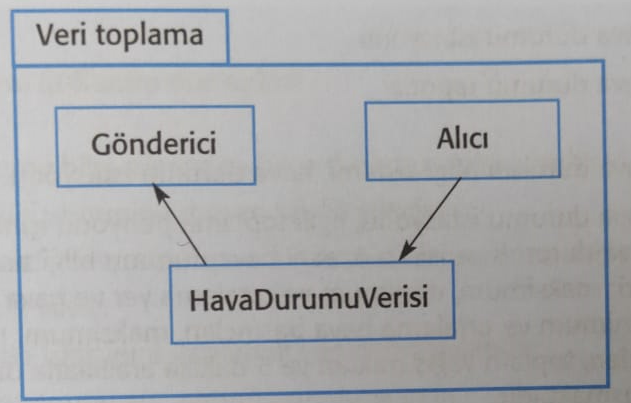 Veri toplama
Gönderici
Alıcı
HavaDurumuVerisi